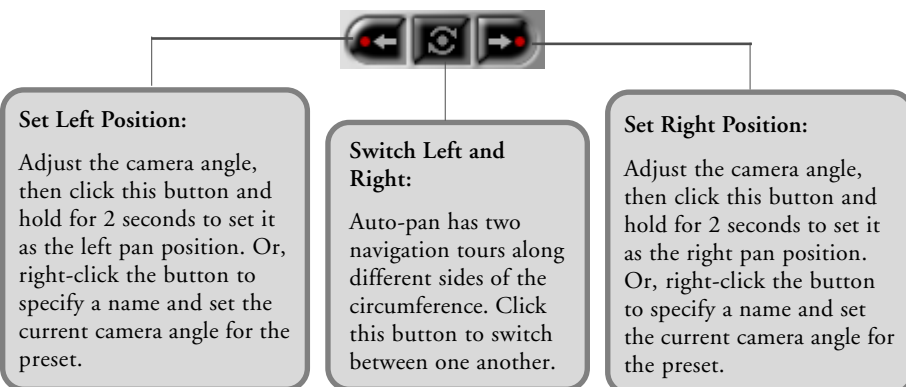 Set Left Position:
Adjust the camera angle,
then click this button and
hold for 2 seconds to set it
as the left pan position. Or,
right-click the button to
specify a name and set the
current camera angle for the
preset.
Switch Left and
Right:
Auto-pan has two
navigation tours along
different sides of the
circumference. Click
this button to switch
between one another.
Set Right Position:
Adjust the camera angle,
then click this button and
hold for 2 seconds to set it
as the right pan position.
Or, right-click the button
to specify a name and set
the current camera angle for
the preset.